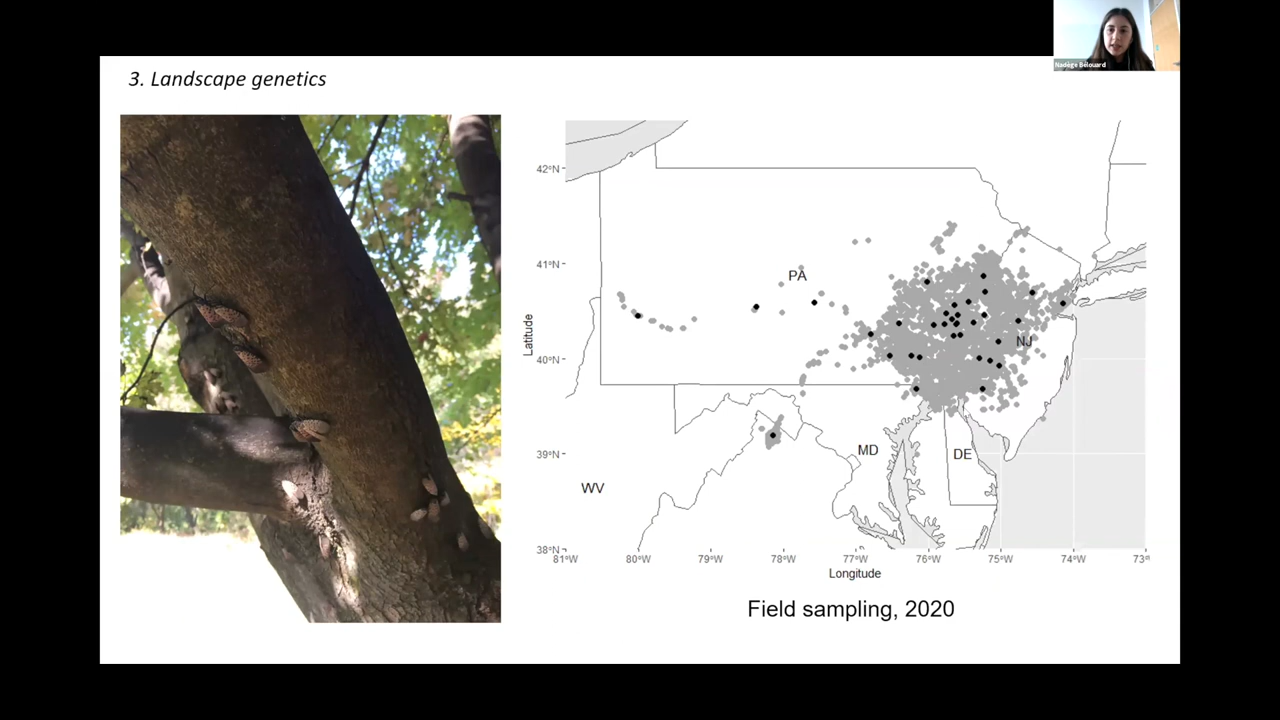 Nadège Belouard
3. Landscape genetics
42°N
41°N
40°N
39°N
38°N
Latitude
PA
NJ
MD
DE
WV
81°W 80°W 79°W 78°W 77°W 76°W 75°W 74°W 73°
Longitude
Field sampling, 2020